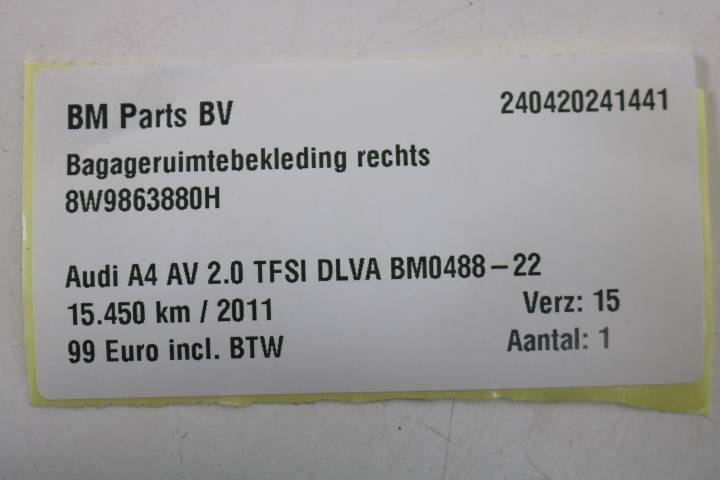 BM Parts BV 240420241441
Bagageruimtebekleding rechts
8W9863880H
Audi A4 AV 2.0 TFSI DLVA BM0488-22
15.450 km / 2011 Verz: 15
99 Euro incl. BTW Aantal: 1